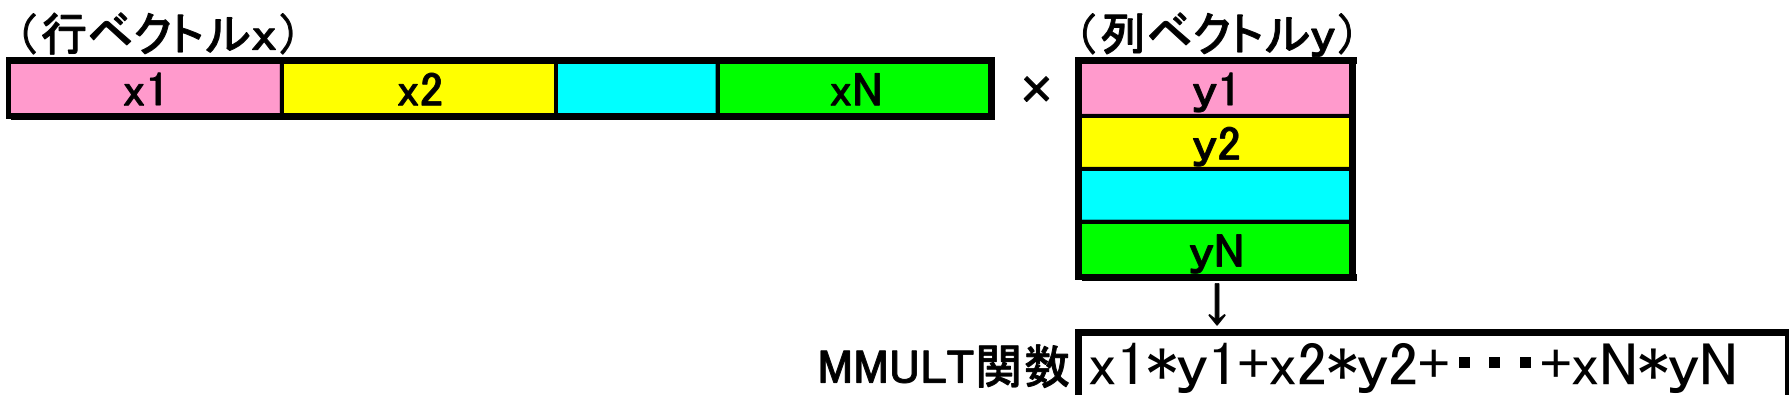 （行ベクトルx）
（列ベクトルy）
x1 x2 xN × y1
y2
yN
↓
MMULT関数 x1*y1+x2*y2+・・・+xN*yN